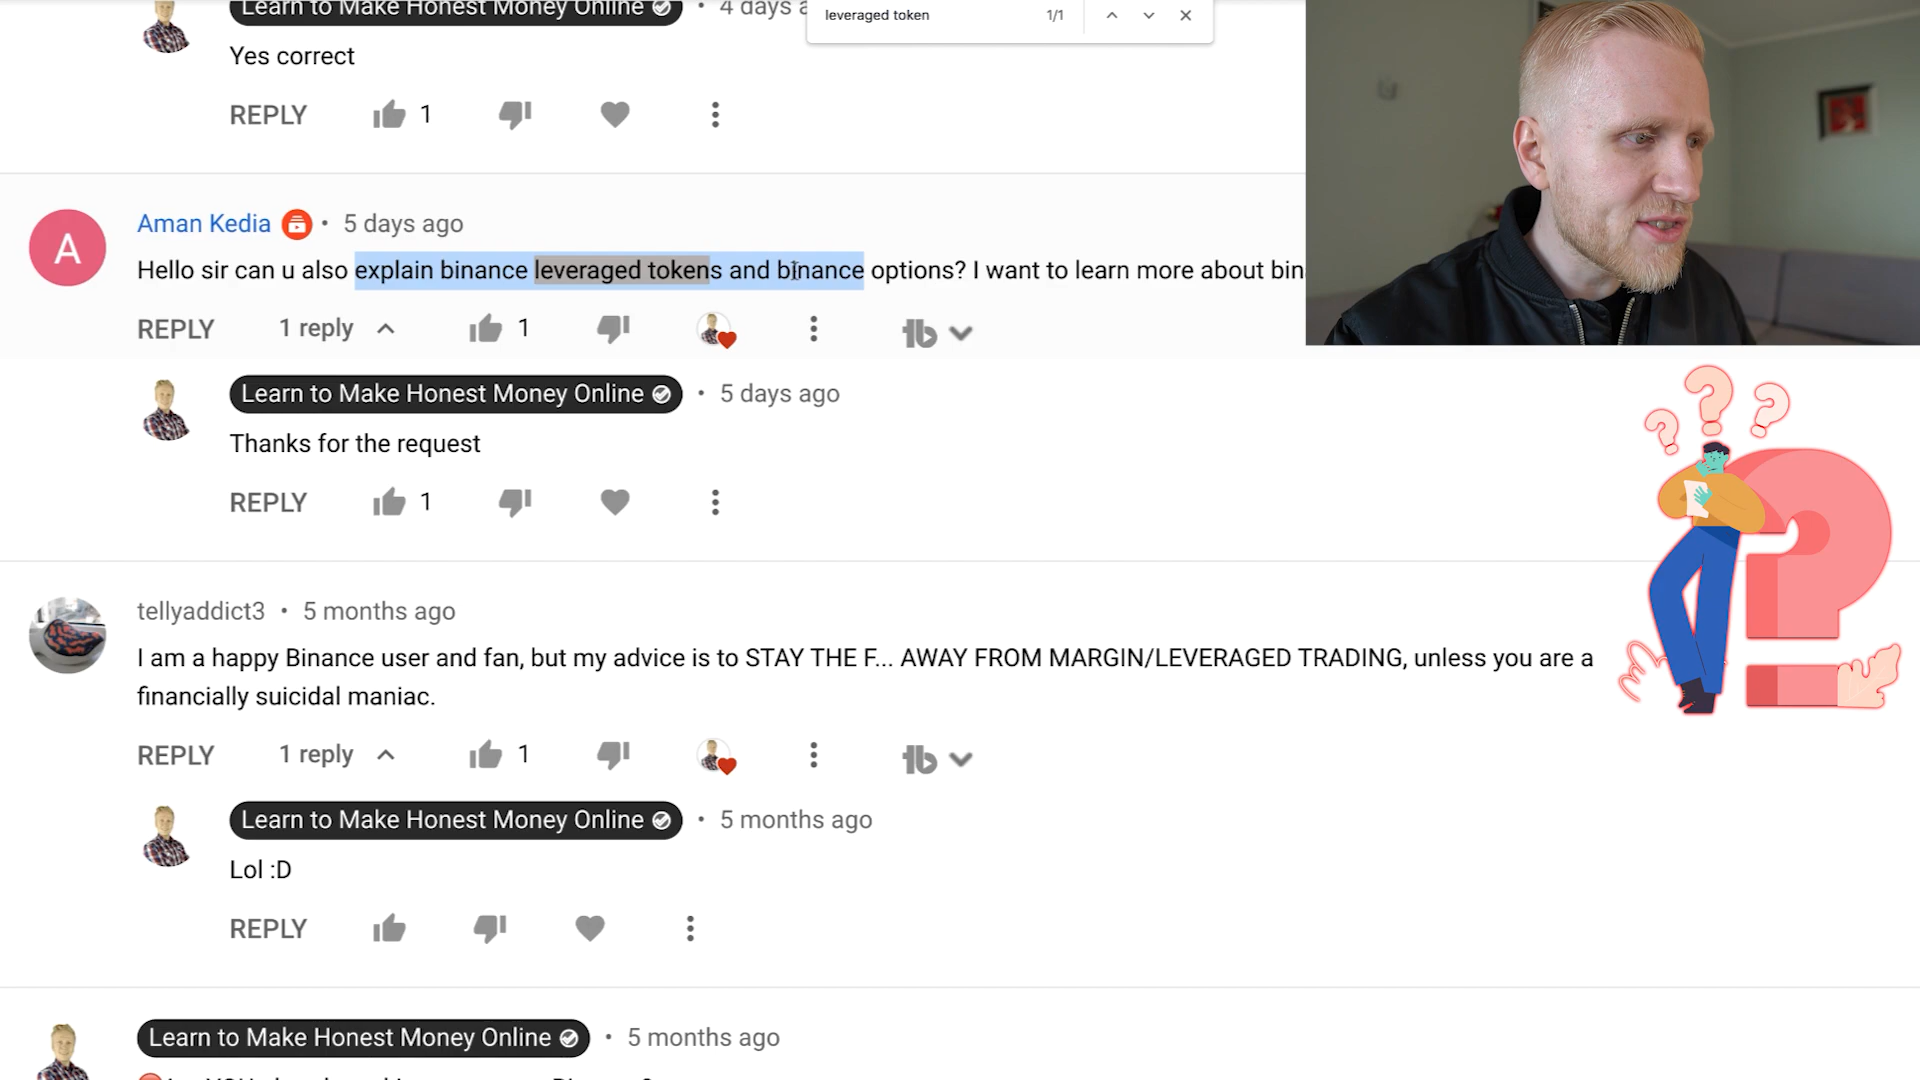 Learn to Make Honest Money Online • 4 days a
leveraged token 1/1
Yes correct
REPLY 1
A
Aman Kedia • 5 days ago
Hello sir can u also explain binance leveraged tokens and binance options? I want to learn more about bin
REPLY 1 reply 1
Learn to Make Honest Money Online • 5 days ago
Thanks for the request
REPLY 1
tellyaddict3 • 5 months ago
I am a happy Binance user and fan, but my advice is to STAY THE F... AWAY FROM MARGIN/LEVERAGED TRADING, unless you are a
financially suicidal maniac.
REPLY 1 reply 1
Learn to Make Honest Money Online • 5 months ago
Lol :D
REPLY
Learn to Make Honest Money Online • 5 months ago